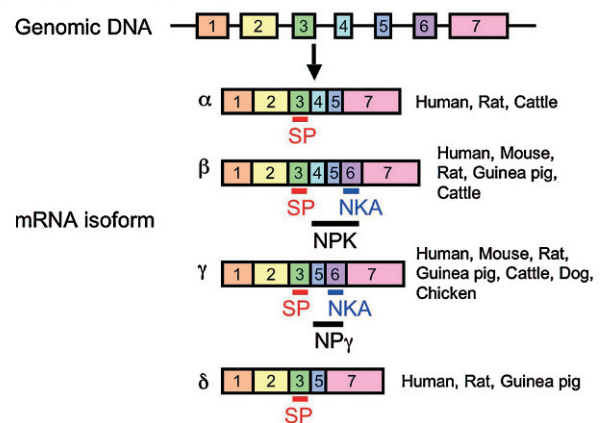 Genomic DNA 1 2 3 4 5 6 7
α 1 2 3 4 5 7 Human, Rat, Cattle
SP
β 1 2 3 4 5 6 7 Human, Mouse,
Rat, Guinea pig,
Cattle
SP NKA
NPK
mRNA isoform
γ 1 2 3 5 6 7 Human, Mouse, Rat,
Guinea pig, Cattle, Dog,
Chicken
SP NKA
NPγ
δ 1 2 3 5 7 Human, Rat, Guinea pig
SP